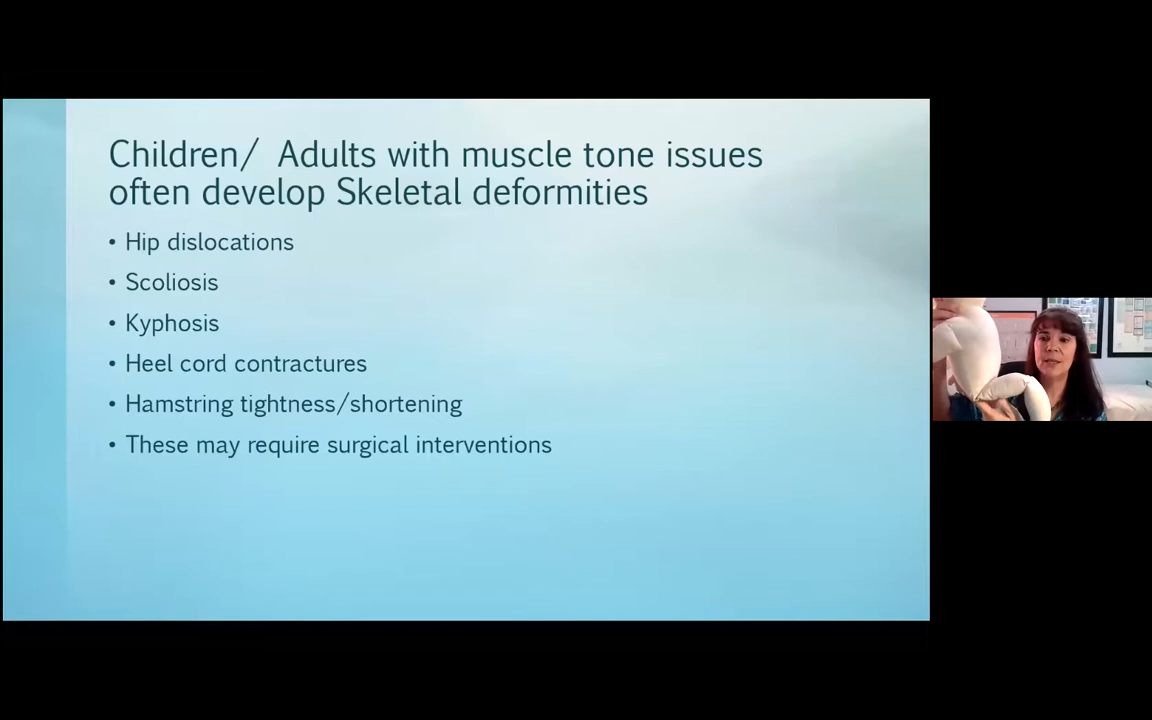 Children/ Adults with muscle tone issues
often develop Skeletal deformities
• Hip dislocations
• Scoliosis
• Kyphosis
• Heel cord contractures
• Hamstring tightness/shortening
• These may require surgical interventions